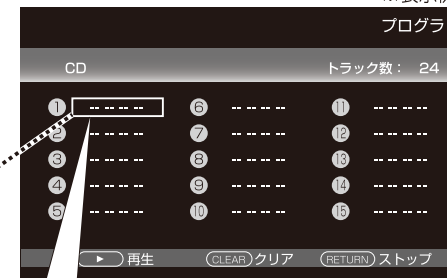 プログラ
CD トラック数： 24
① ---- ⑥ ---- ⑪ ----
② ---- ⑦ ---- ⑫ ----
③ ---- ⑧ ---- ⑬ ----
④ ---- ⑨ ---- ⑭ ----
⑤ ---- ⑩ ---- ⑮ ----
▶ 再生 CLEAR クリア RETURN ストップ